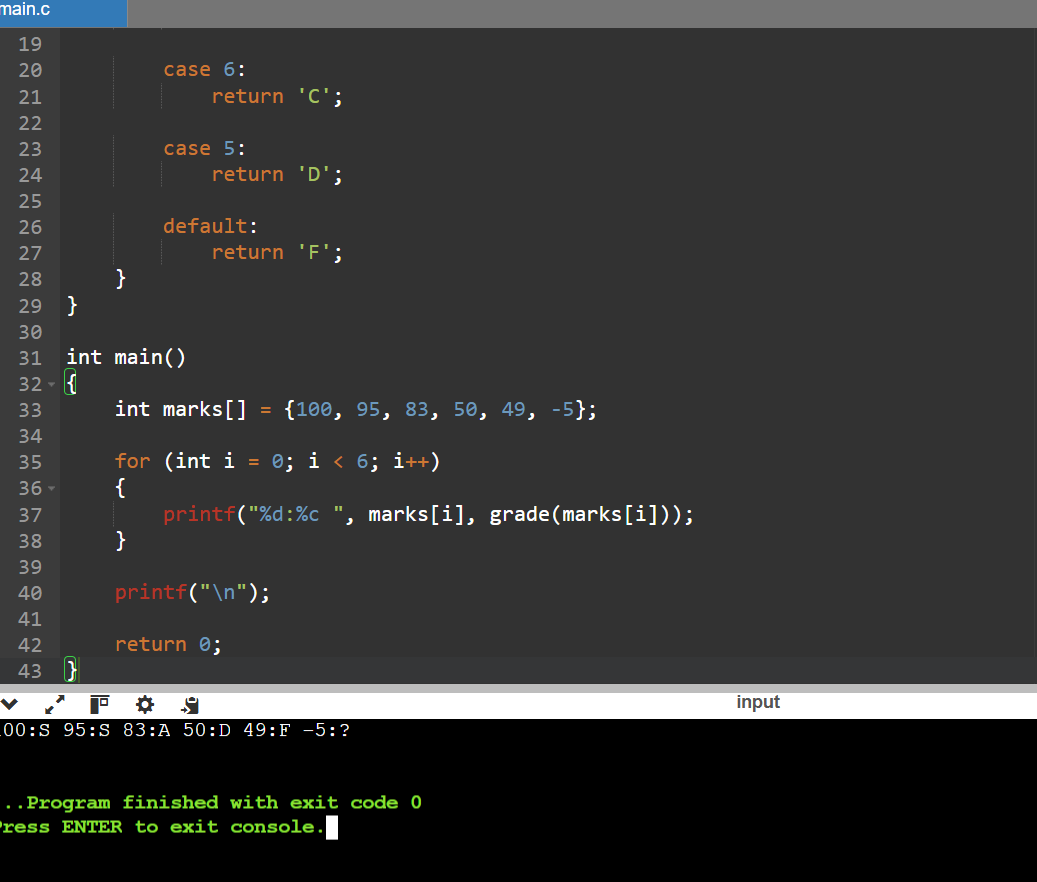 main.c
19
20 case 6:
21 return 'C';
22
23 case 5:
24 return 'D';
25
26 default:
27 return 'F';
28 }
29 }
30
31 int main()
32 {
33 int marks[] = {100, 95, 83, 50, 49, -5};
34
35 for (int i = 0; i < 6; i++)
36 {
37 printf("%d:%c ", marks[i], grade(marks[i]));
38 }
39
40 printf("\n");
41
42 return 0;
43 }
input
00:S 95:S 83:A 50:D 49:F -5:?
..Program finished with exit code 0
Press ENTER to exit console.